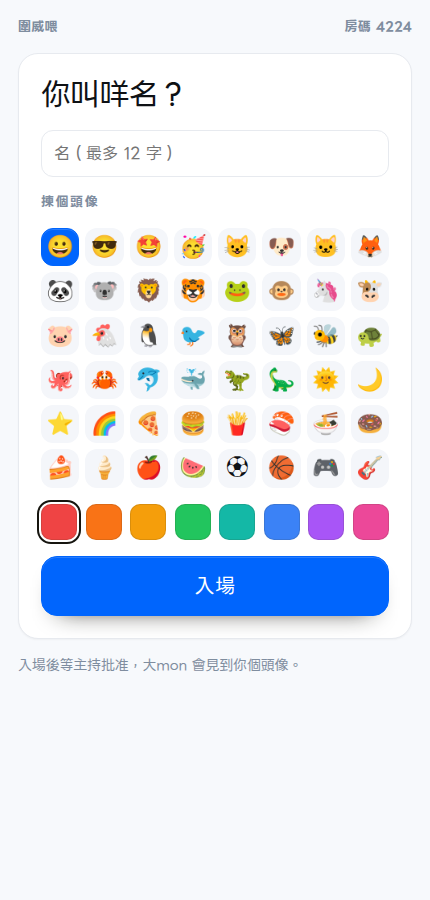 圍威喂
房碼 4224
你叫咩名？
名（最多 12 字）
揀個頭像
入場
入場後等主持批准，大mon 會見到你個頭像。